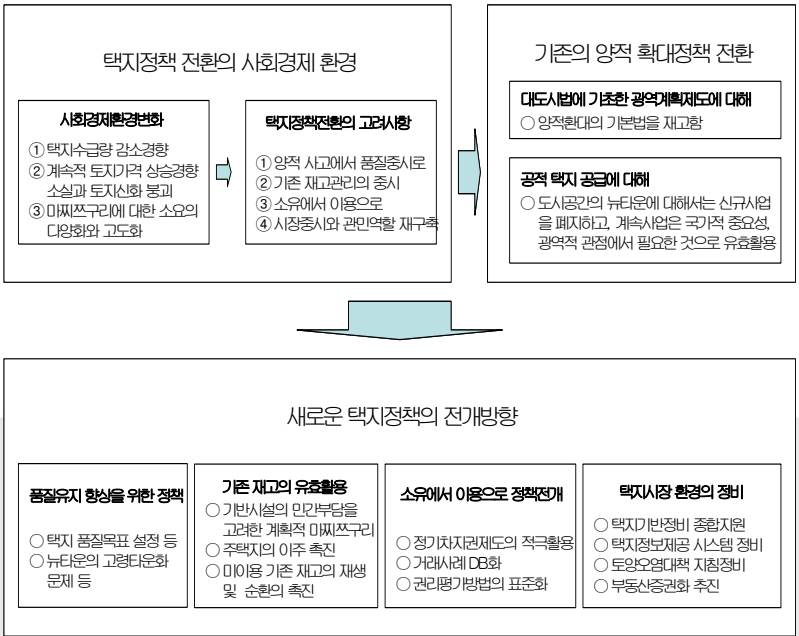 택지정책 전환의 사회경제 환경
사회경제환경변화
① 택지수급량 감소경향
② 계속적 토지가격 상승경향
소실과 토지신화 붕괴
③ 마찌쯔구리에 대한 소요의
다양화와 고도화
택지정책전환의 고려사항
① 양적 사고에서 품질중시로
② 기존 재고관리의 중시
③ 소유에서 이용으로
④ 시장중시와 관민역할 재구축
기존의 양적 확대정책 전환
대도시법에 기초한 광역계획제도에 대해
○ 양적확대의 기본법을 재고함
공적 택지 공급에 대해
○ 도시공간의 뉴타운에 대해서는 신규사업
을 폐지하고, 계속사업은 국가적 중요성,
광역적 관점에서 필요한 것으로 유효활용
새로운 택지정책의 전개방향
품질유지 향상을 위한 정책
○ 택지 품질목표 설정 등
○ 뉴타운의 고령타운화
문제 등
기존 재고의 유효활용
○ 기반시설의 민간부담을
고려한 계획적 마찌쯔구리
○ 주택지의 이주 촉진
○ 미이용 기존 재고의 재생
및 순환의 촉진
소유에서 이용으로 정책전개
○ 정기차지권제도의 적극활용
○ 거래사례 DB화
○ 권리평가방법의 표준화
택지시장 환경의 정비
○ 택지기반정비 종합지원
○ 택지정보제공 시스템 정비
○ 토양오염대책 지침정비
○ 부동산증권화 추진